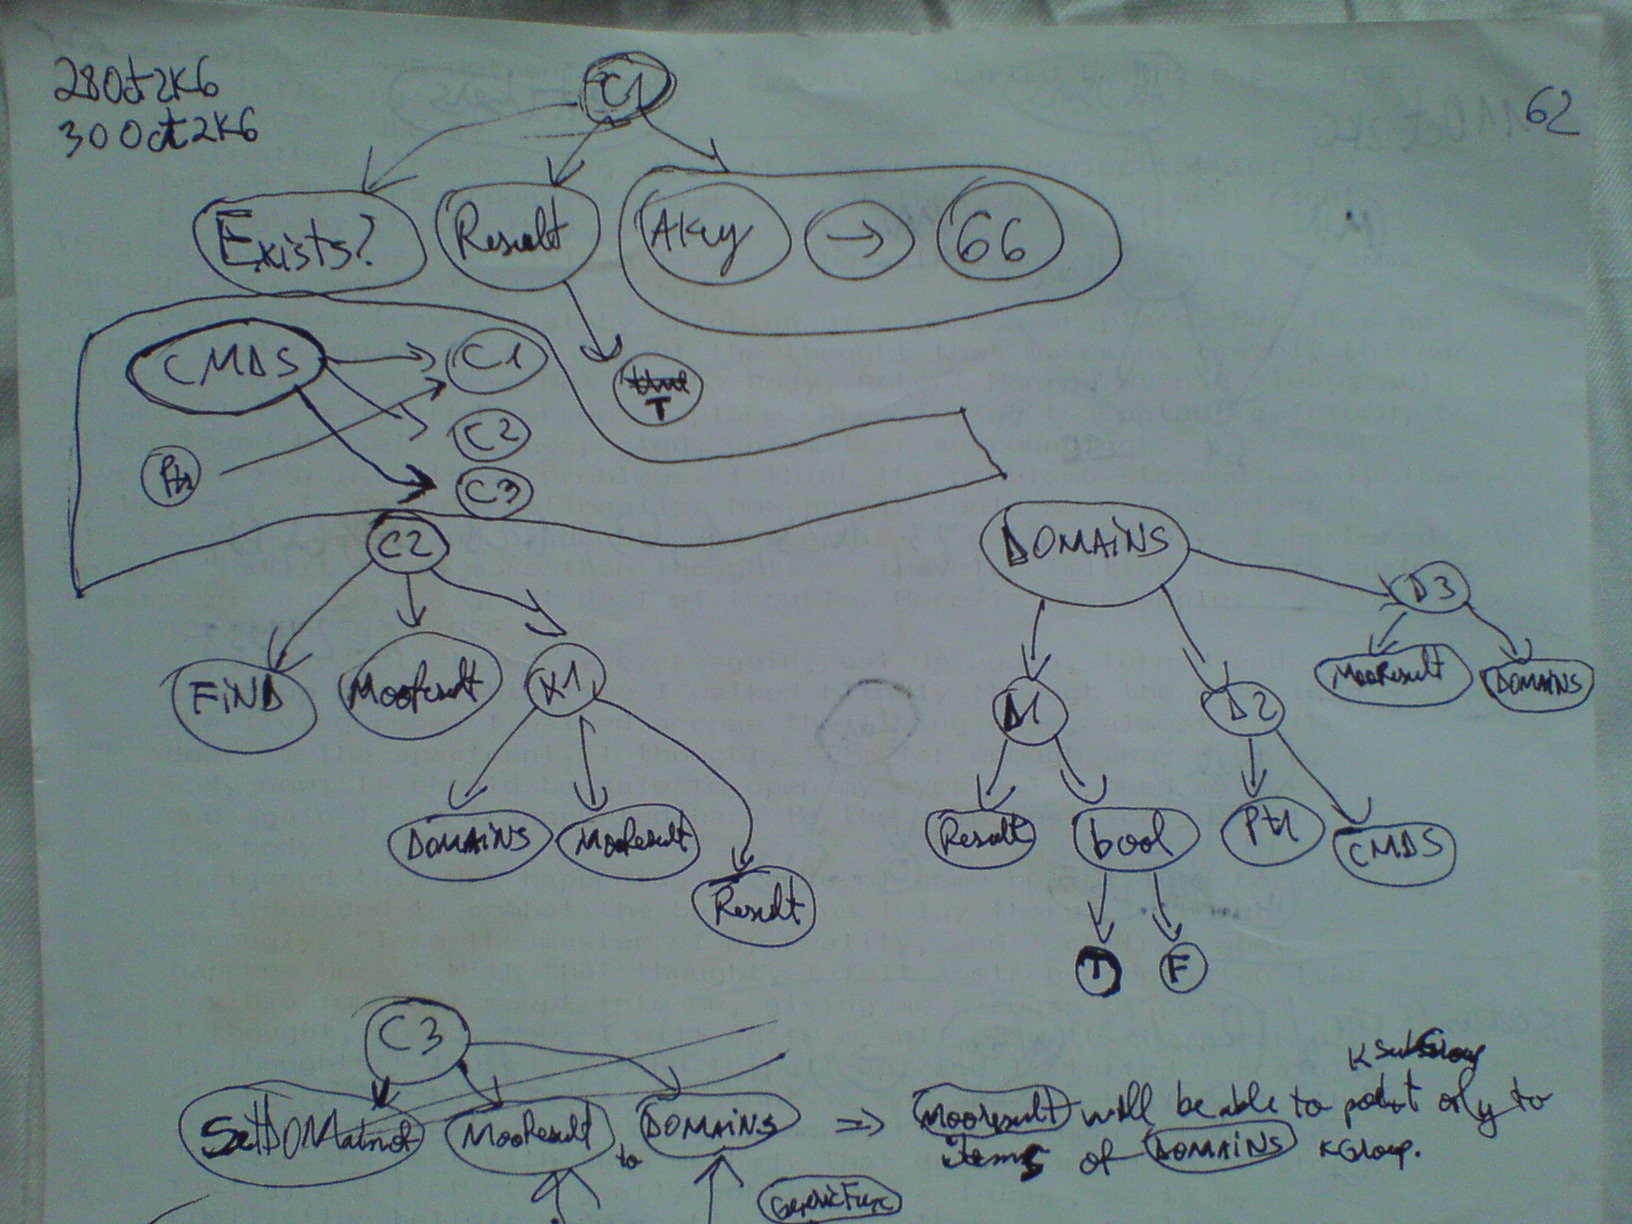 28Oct2K6
30Oct2K6
62
C1
Exists? Result Akey → 66
CMDS C1
T
C2
Ptr
C3
C2
DOMAiNS
D3
FiND MooResult X1
MooResult DOMAiNS
D1 D2
DOMAiNS MooResult
Result bool Ptr CMDS
Result
T F
C3
KSubGroup
SetDOMainof MooResult to DOMAiNS ⇒ MooResult will be able to point only to
items of DOMAiNS KGroup.
GenericFunc